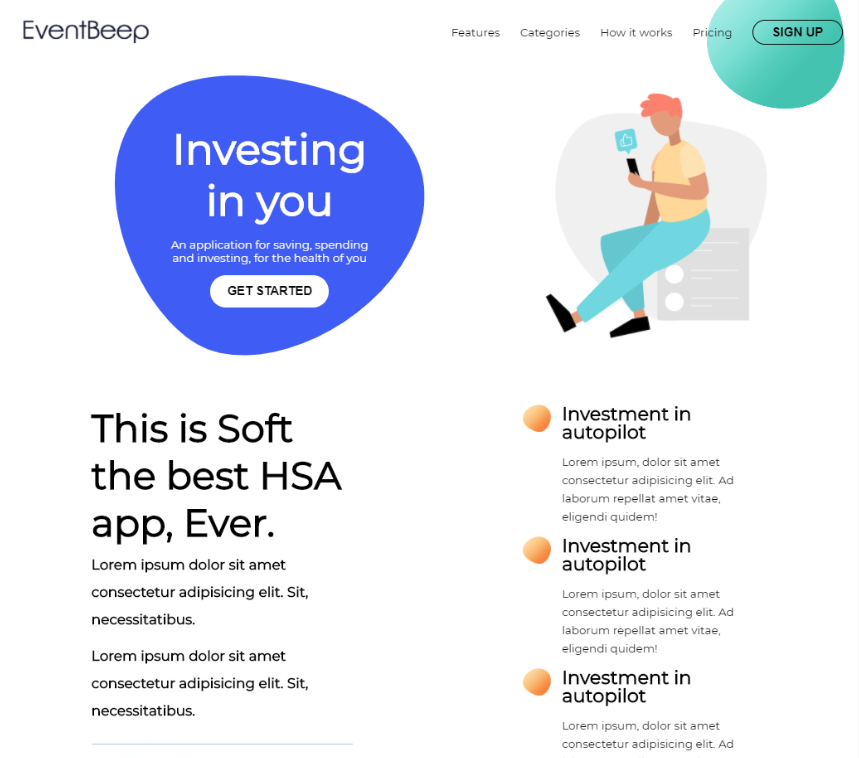 EventBeep
Features
Categories
How it works
Pricing
SIGN UP
Investing
in you
An application for saving, spending
and investing, for the health of you
GET STARTED
This is Soft
the best HSA
app, Ever.
Lorem ipsum dolor sit amet
consectetur adipisicing elit. Sit,
necessitatibus.
Lorem ipsum dolor sit amet
consectetur adipisicing elit. Sit,
necessitatibus.
Investment in
autopilot
Lorem ipsum, dolor sit amet
consectetur adipisicing elit. Ad
laborum repellat amet vitae,
eligendi quidem!
Investment in
autopilot
Lorem ipsum, dolor sit amet
consectetur adipisicing elit. Ad
laborum repellat amet vitae,
eligendi quidem!
Investment in
autopilot
Lorem ipsum, dolor sit amet
consectetur adipisicing elit. Ad